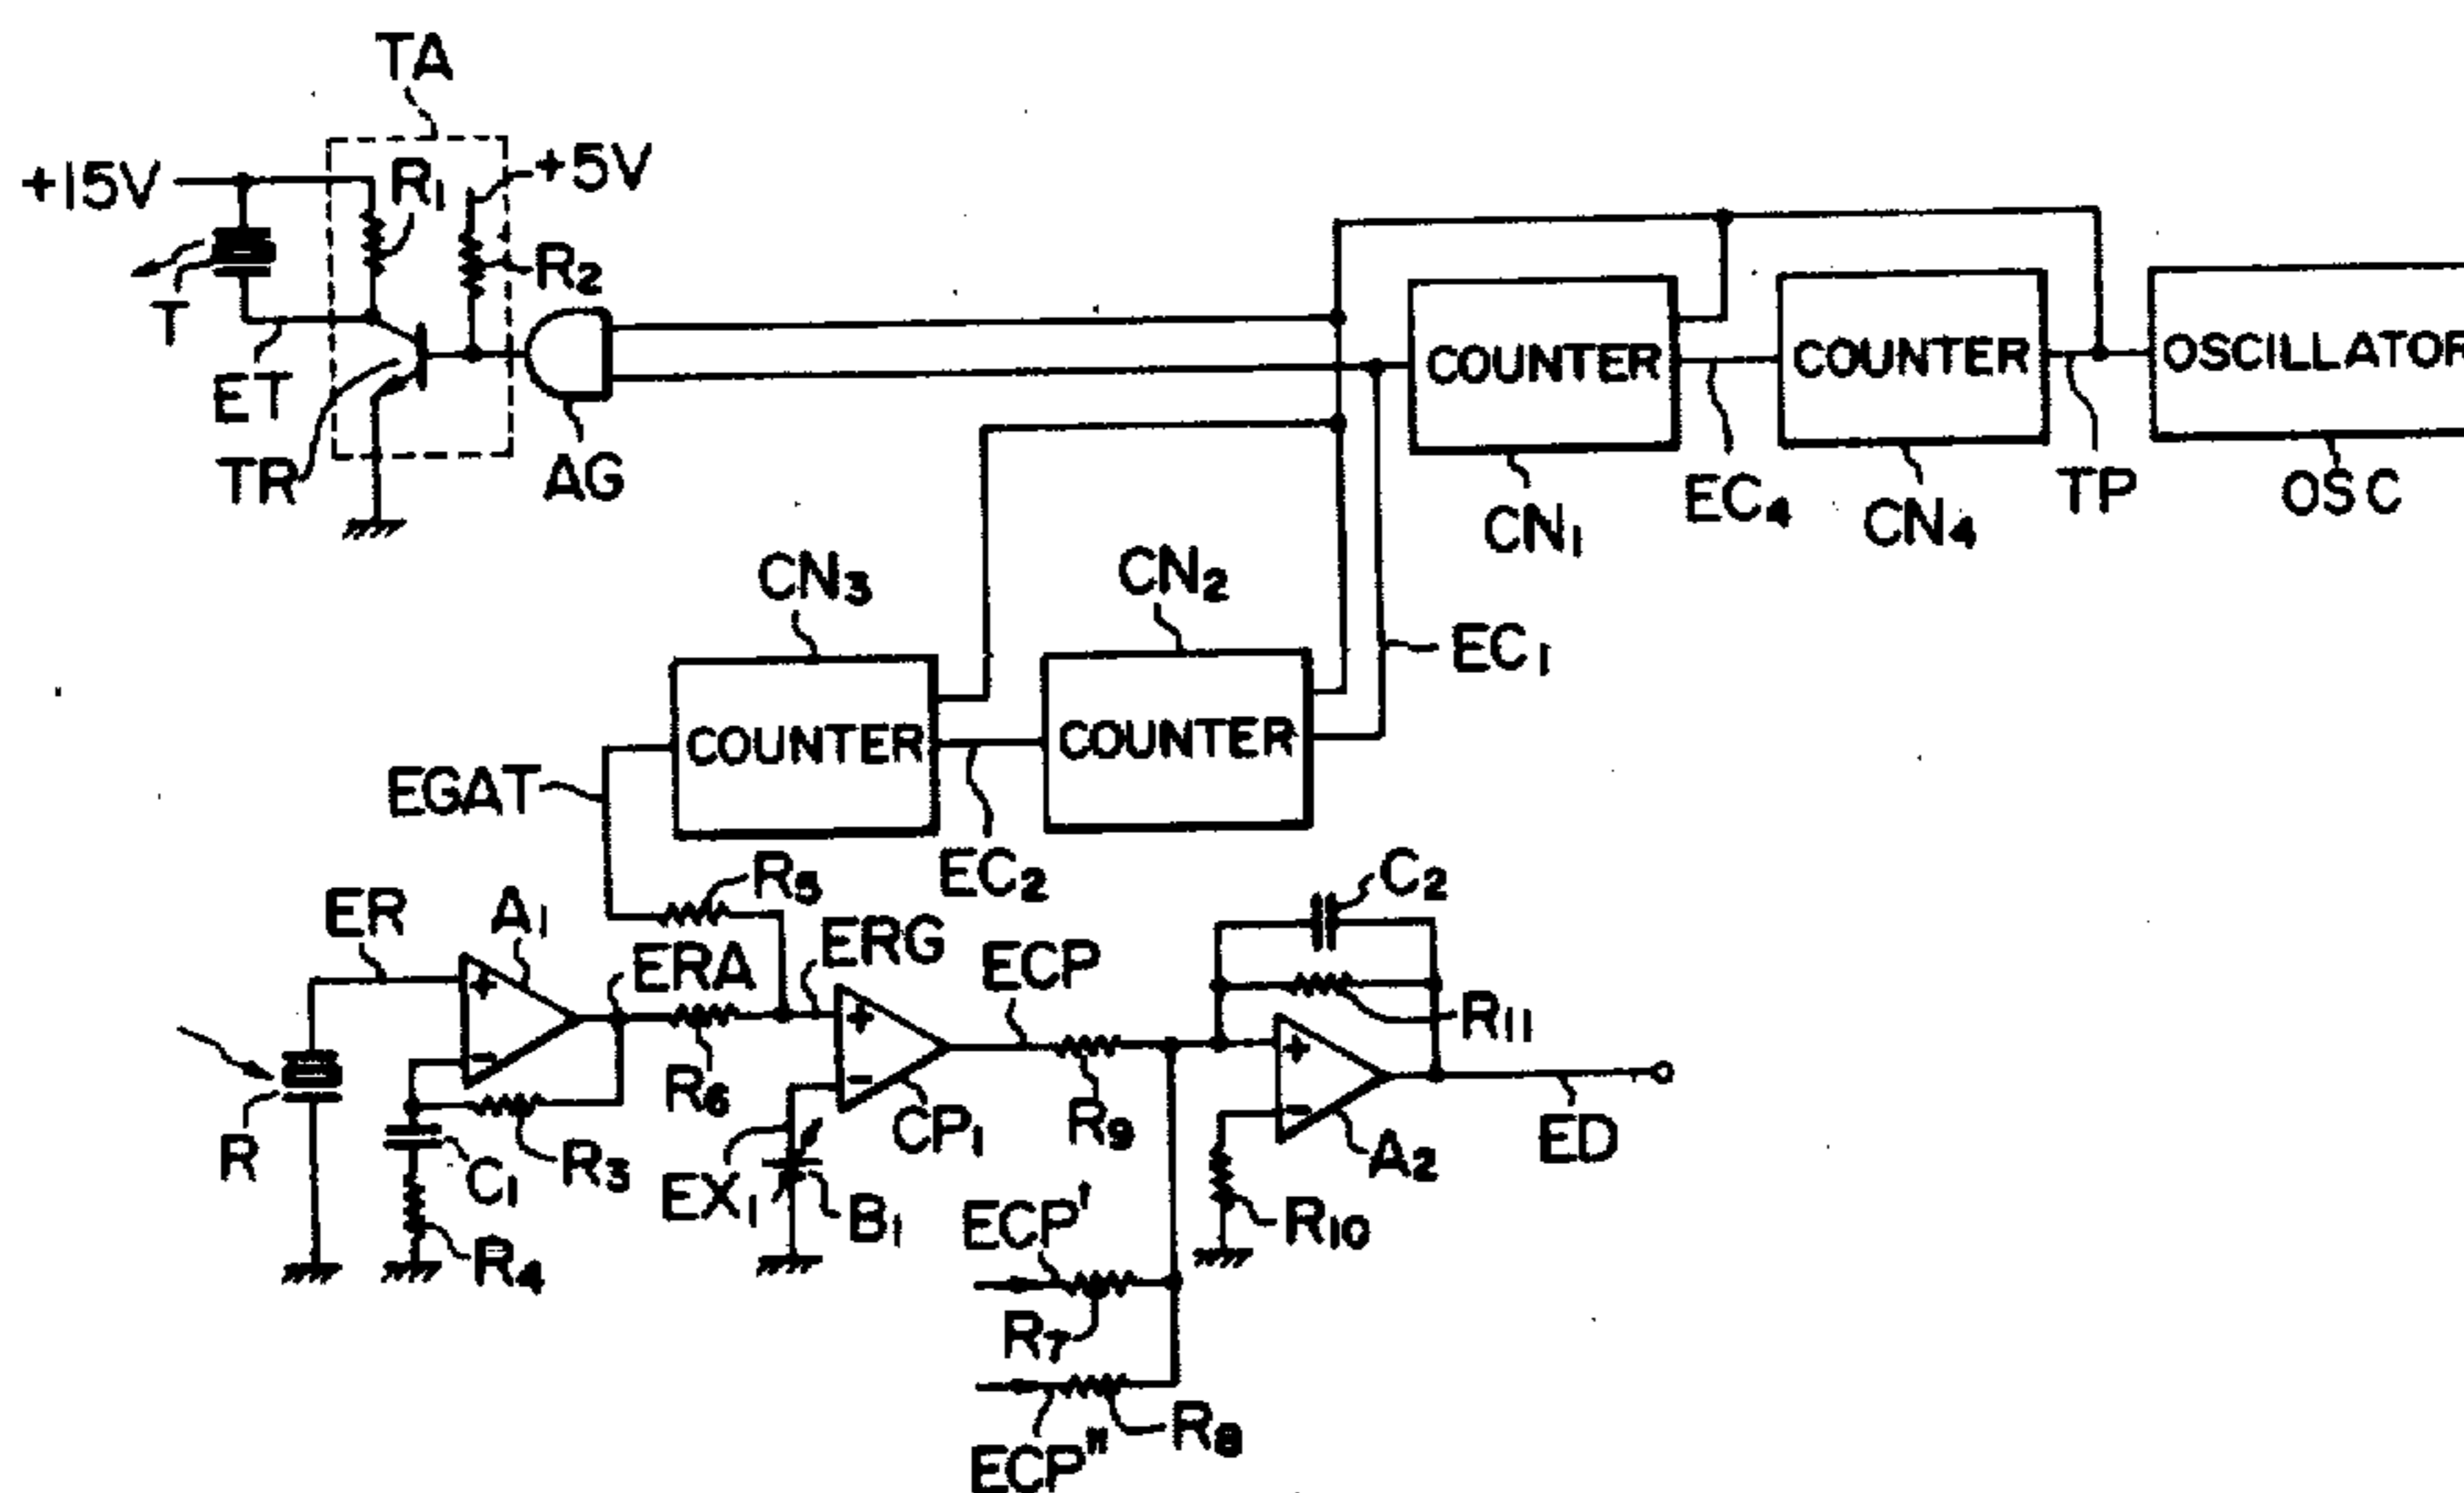 TA
+15V
R1
+5V
R2
T
ET
TR
AG
COUNTER
COUNTER
OSCILLATOR
CN1
EC4
CN4
TP
OSC
CN3
CN2
EC1
COUNTER
COUNTER
EGAT
EC2
R5
C2
ER
A1
ERA
ERG
ECP
R11
R6
CP1
R9
A2
ED
R
C1
R3
EX1
B1
ECP'
R10
R4
R7
R8
ECP"